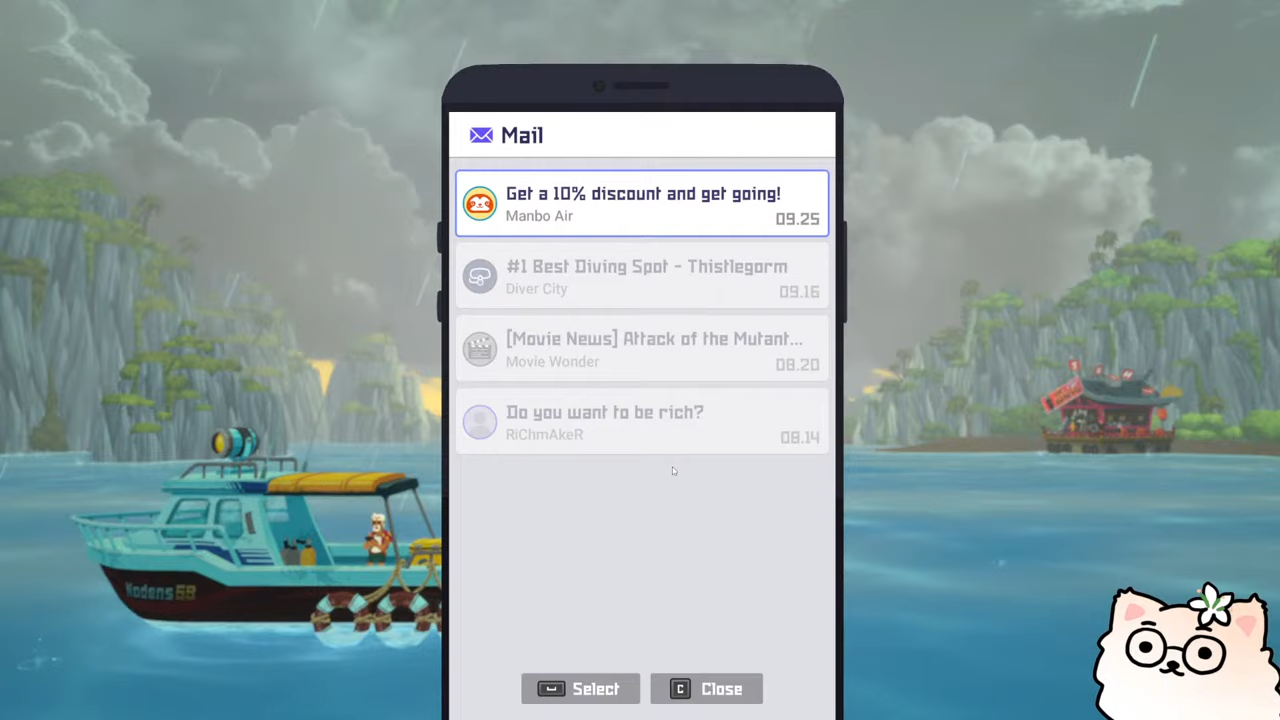 Mail
Get a 10% discount and get going!
Manbo Air
09.25
#1 Best Diving Spot - Thistlegorm
Diver City
09.16
[Movie News] Attack of the Mutant...
Movie Wonder
08.20
Do you want to be rich?
RiChmAkeR
08.14
Kodens68
Select
C Close